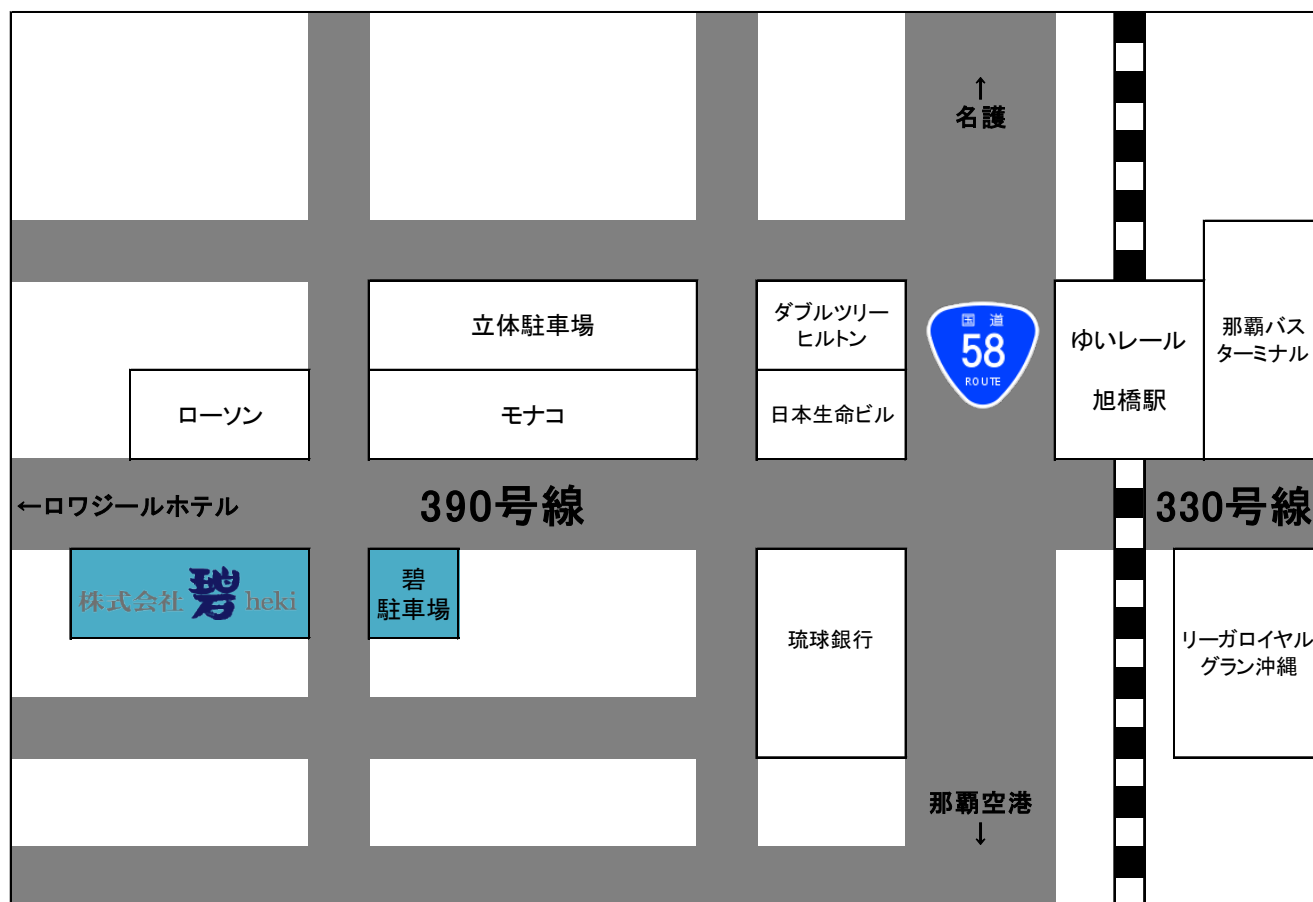 ↑
名護
国道
58
ROUTE
立体駐車場
ダブルツリー
ヒルトン
ゆいレール
旭橋駅
那覇バス
ターミナル
ローソン
モナコ
日本生命ビル
←ロワジールホテル
390号線
330号線
株式会社 碧 heki
碧
駐車場
琉球銀行
リーガロイヤル
グラン沖縄
那覇空港
↓